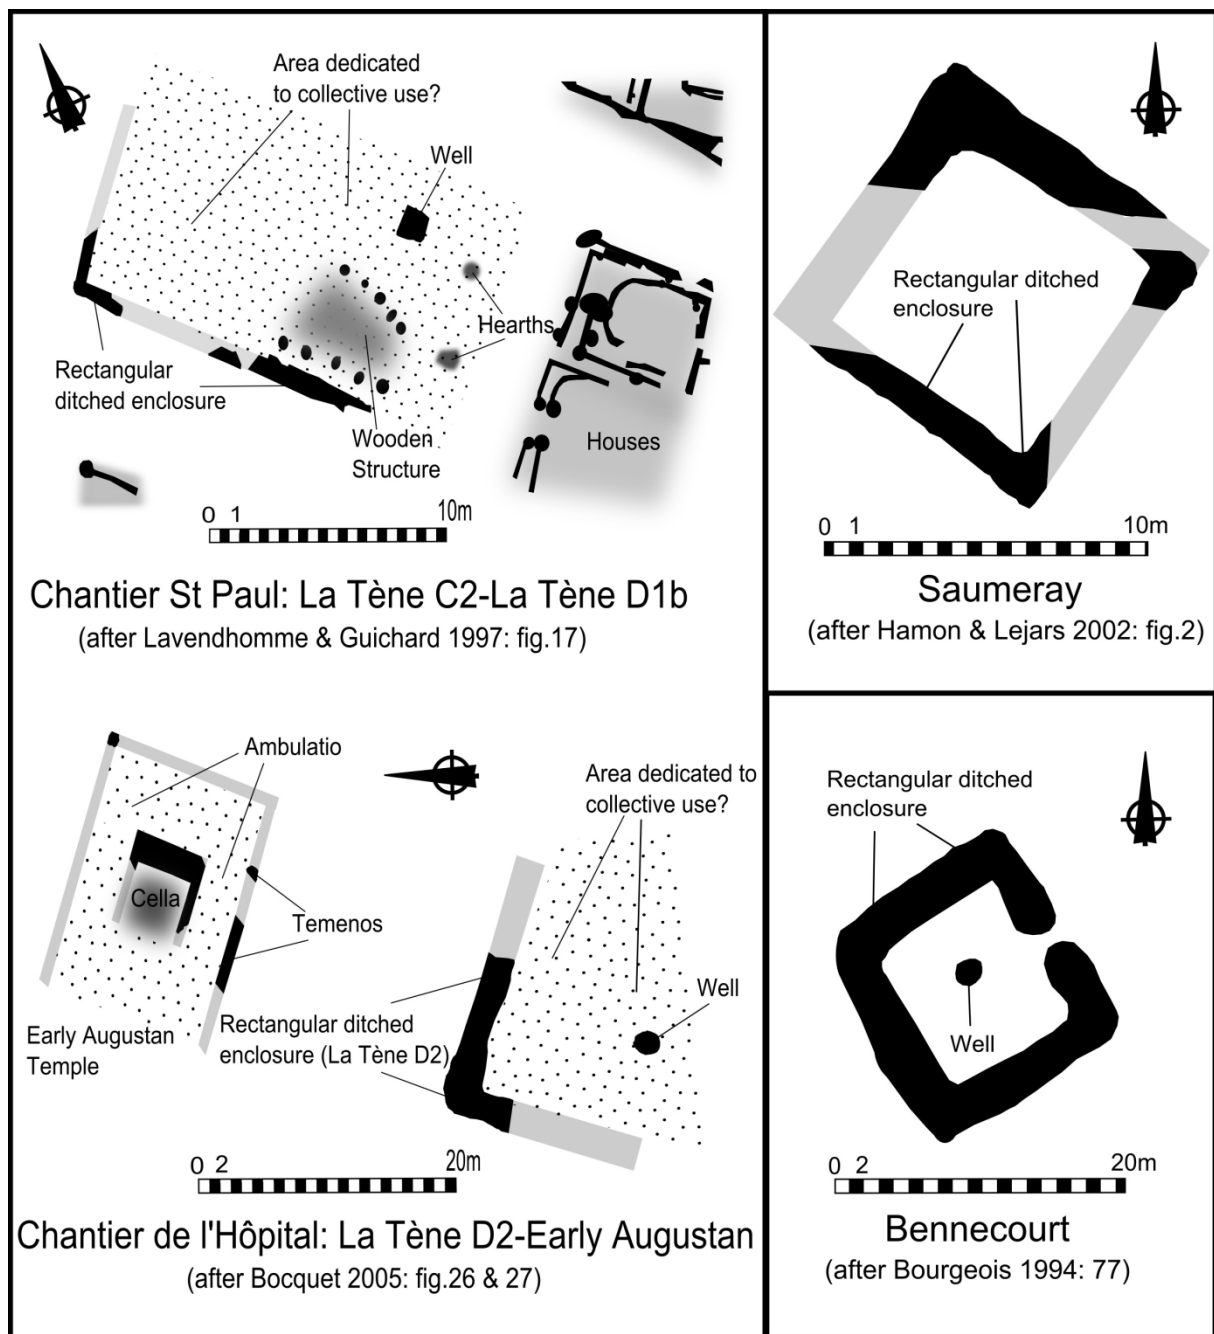 Area dedicated
to collective use?
Well
Hearths
Rectangular
ditched enclosure
Wooden
Structure
Houses
0 1 10m
Chantier St Paul: La Tène C2-La Tène D1b
(after Lavendhomme & Guichard 1997: fig.17)
Rectangular ditched
enclosure
0 1 10m
Saumeray
(after Hamon & Lejars 2002: fig.2)
Ambulatio
Cella
Temenos
Early Augustan
Temple
Area dedicated to
collective use?
Well
Rectangular ditched
enclosure (La Tène D2)
0 2 20m
Chantier de l'Hôpital: La Tène D2-Early Augustan
(after Bocquet 2005: fig.26 & 27)
Rectangular ditched
enclosure
Well
0 2 20m
Bennecourt
(after Bourgeois 1994: 77)